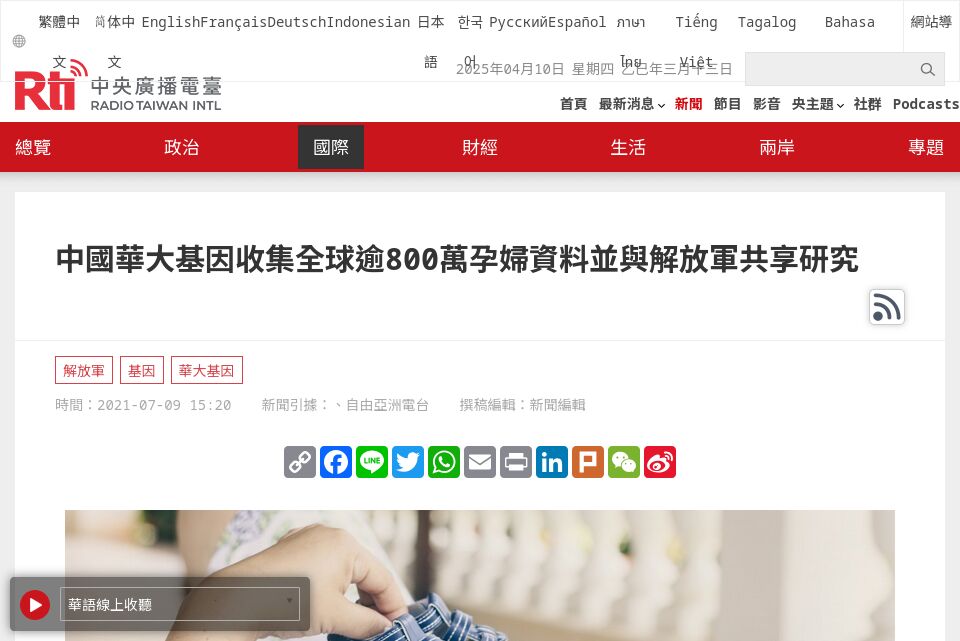 繁體中文 简体中文 English Français Deutsch Indonesian 日本語 한국어 Русский Español ภาษาไทย Tiếng Việt Tagalog Bahasa 網站導
2025年04月10日 星期四 乙巳年三月十三日
Rti 中央廣播電臺
RADIO TAIWAN INTL
首頁 最新消息 新聞 節目 影音 央主題 社群 Podcasts
總覽 政治 國際 財經 生活 兩岸 專題
中國華大基因收集全球逾800萬孕婦資料並與解放軍共享研究
解放軍 基因 華大基因
時間：2021-07-09 15:20 新聞引據：、自由亞洲電台 撰稿編輯：新聞編輯
LINE
華語線上收聽